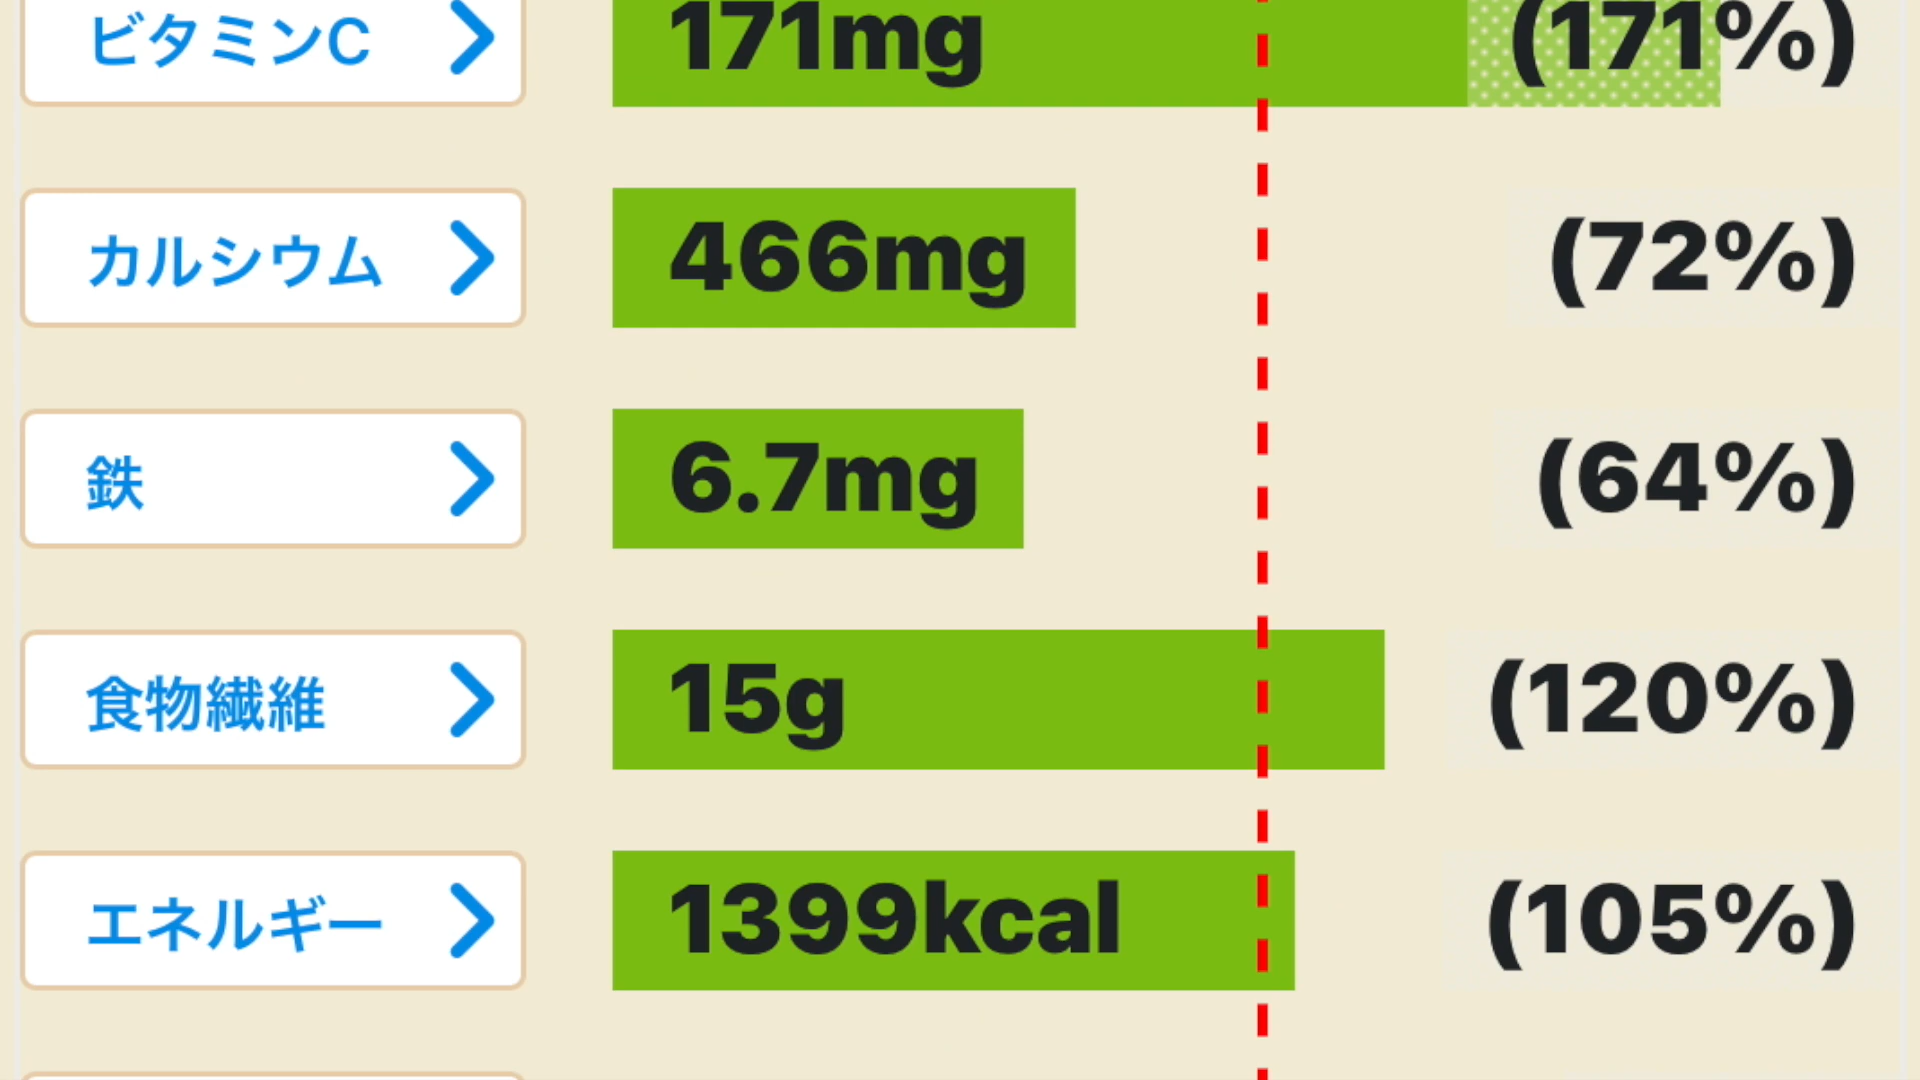 ビタミンC 171mg (171%)
カルシウム 466mg (72%)
鉄 6.7mg (64%)
食物繊維 15g (120%)
エネルギー 1399kcal (105%)